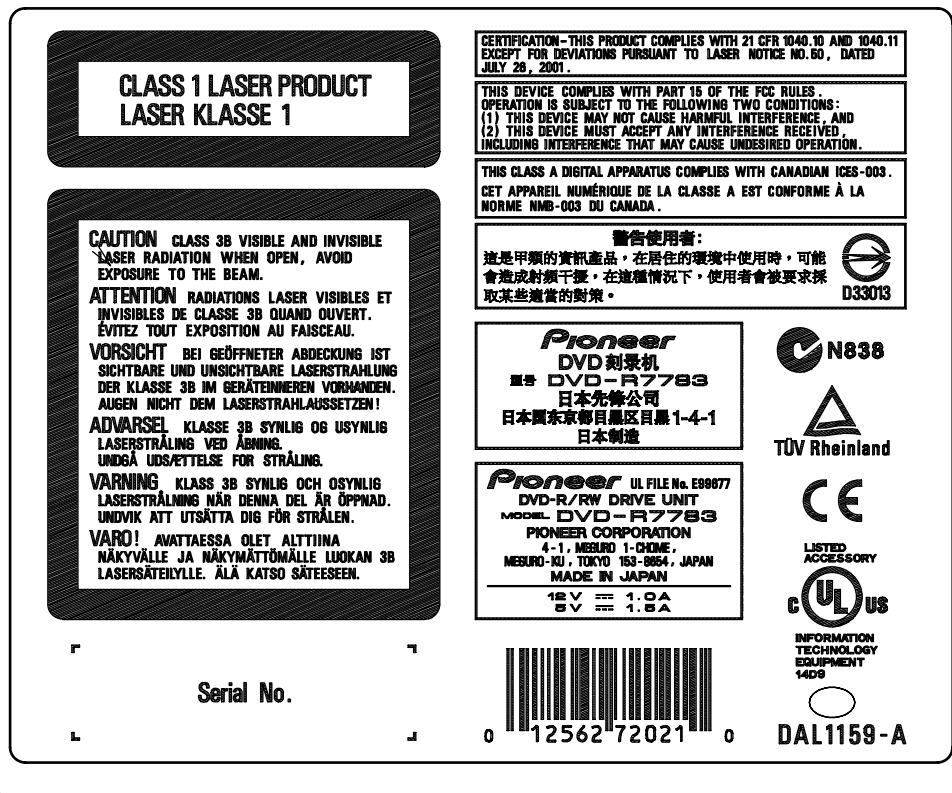 CLASS 1 LASER PRODUCT
LASER KLASSE 1
CAUTION CLASS 3B VISIBLE AND INVISIBLE
LASER RADIATION WHEN OPEN, AVOID
EXPOSURE TO THE BEAM.
ATTENTION RADIATIONS LASER VISIBLES ET
INVISIBLES DE CLASSE 3B QUAND OUVERT.
ÉVITEZ TOUT EXPOSITION AU FAISCEAU.
VORSICHT BEI GEÖFFNETER ABDECKUNG IST
SICHTBARE UND UNSICHTBARE LASERSTRAHLUNG
DER KLASSE 3B IM GERÄTEINNEREN VORHANDEN.
AUGEN NICHT DEM LASERSTRAHLAUSSETZEN!
ADVARSEL KLASSE 3B SYNLIG OG USYNLIG
LASERSTRÅLING VED ÅBNING.
UNDGÅ UDSÆTTELSE FOR STRÅLING.
VARNING KLASS 3B SYNLIG OCH OSYNLIG
LASERSTRÅLNING NÄR DENNA DEL ÄR ÖPPNAD.
UNDVIK ATT UTSÄTTA DIG FÖR STRÅLEN.
VARO! AVATTAESSA OLET ALTTIINA
NÄKYVÄLLE JA NÄKYMÄTTÖMÄLLE LUOKAN 3B
LASERSÄTEILYLLE. ÄLÄ KATSO SÄTEESEEN.
Serial No.
CERTIFICATION-THIS PRODUCT COMPLIES WITH 21 CFR 1040.10 AND 1040.11
EXCEPT FOR DEVIATIONS PURSUANT TO LASER NOTICE NO.50, DATED
JULY 26, 2001.
THIS DEVICE COMPLIES WITH PART 15 OF THE FCC RULES.
OPERATION IS SUBJECT TO THE FOLLOWING TWO CONDITIONS:
(1) THIS DEVICE MAY NOT CAUSE HARMFUL INTERFERENCE, AND
(2) THIS DEVICE MUST ACCEPT ANY INTERFERENCE RECEIVED,
INCLUDING INTERFERENCE THAT MAY CAUSE UNDESIRED OPERATION.
THIS CLASS A DIGITAL APPARATUS COMPLIES WITH CANADIAN ICES-003.
CET APPAREIL NUMÉRIQUE DE LA CLASSE A EST CONFORME À LA
NORME NMB-003 DU CANADA.
警告使用者:
這是甲類的資訊產品，在居住的環境中使用時，可能
會造成射頻干擾，在這種情況下，使用者會被要求採
取某些適當的對策。
D33013
Pioneer
DVD 刻录机
型号 DVD-R7783
日本先锋公司
日本国东京都目黑区目黑1-4-1
日本制造
N838
TÜV Rheinland
Pioneer UL FILE No. E99677
DVD-R/RW DRIVE UNIT
MODEL DVD-R7783
PIONEER CORPORATION
4-1, MEGURO 1-CHOME,
MEGURO-KU, TOKYO 153-8654, JAPAN
MADE IN JAPAN
12V ⎓ 1.0A
5V ⎓ 1.5A
CE
LISTED
ACCESSORY
C UL US
INFORMATION
TECHNOLOGY
EQUIPMENT
14D9
0 12562 72021 0
DAL1159-A